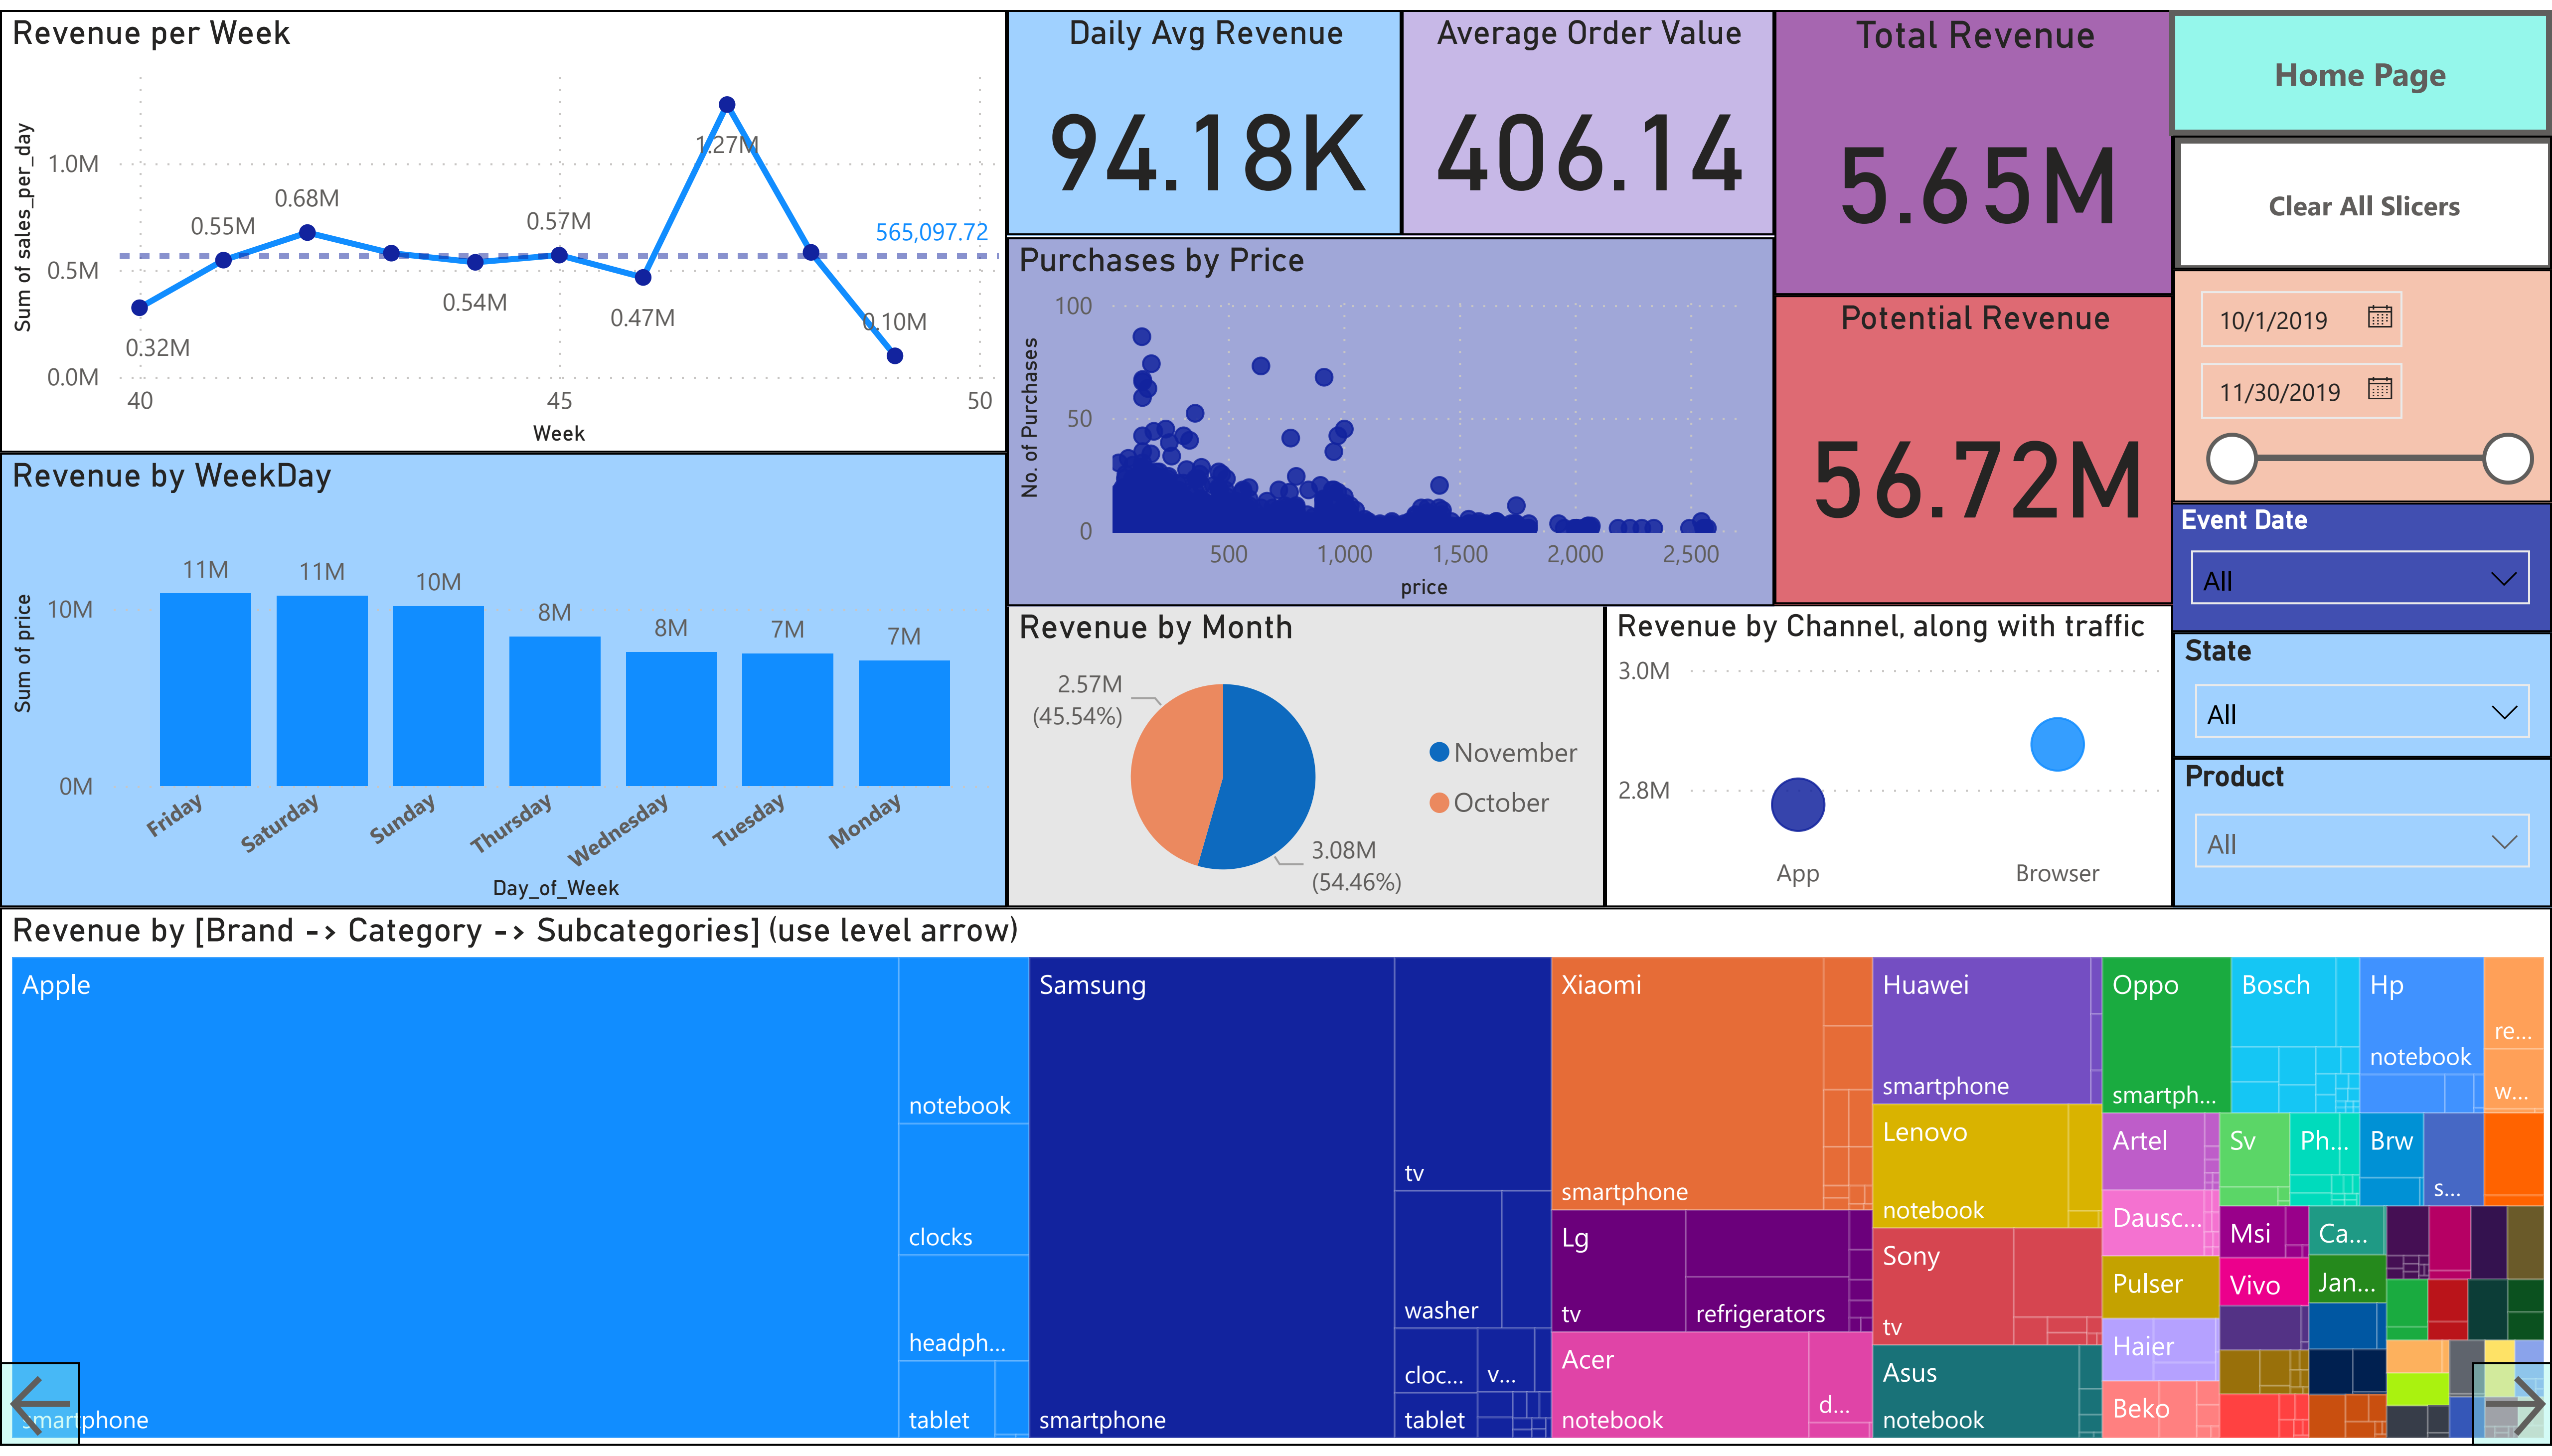 Revenue per Week
Sum of sales_per_day
1.0M
0.5M
0.0M
0.32M
0.55M
0.68M
0.54M
0.57M
0.47M
1.27M
0.10M
565,097.72
40
45
50
Week
Daily Avg Revenue
94.18K
Average Order Value
406.14
Total Revenue
5.65M
Home Page
Clear All Slicers
Purchases by Price
No. of Purchases
100
50
0
500
1,000
1,500
2,000
2,500
price
Potential Revenue
56.72M
10/1/2019
11/30/2019
Event Date
All
State
All
Product
All
Revenue by WeekDay
Sum of price
10M
0M
11M
11M
10M
8M
8M
7M
7M
Friday
Saturday
Sunday
Thursday
Wednesday
Tuesday
Monday
Day_of_Week
Revenue by Month
2.57M
(45.54%)
3.08M
(54.46%)
November
October
Revenue by Channel, along with traffic
3.0M
2.8M
App
Browser
Revenue by [Brand -> Category -> Subcategories] (use level arrow)
Apple
smartphone
notebook
clocks
headph...
tablet
Samsung
smartphone
tv
washer
cloc...
v...
tablet
Xiaomi
smartphone
Lg
tv
refrigerators
Acer
notebook
d...
Huawei
smartphone
Lenovo
notebook
Sony
tv
Asus
notebook
Oppo
smartph...
Bosch
Hp
notebook
re...
w...
Artel
Sv
Ph...
Brw
s...
Dausc...
Msi
Ca...
Pulser
Vivo
Jan...
Haier
Beko